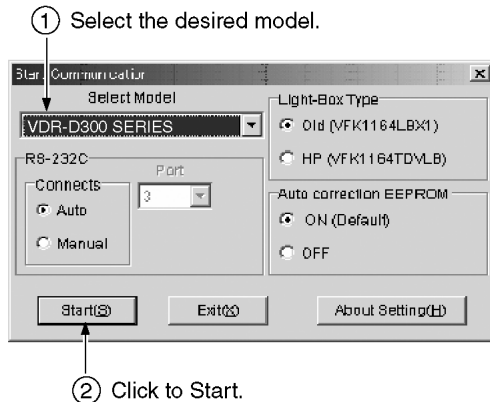 ① Select the desired model.
Start Communication
Select Model
VDR-D300 SERIES
Light-Box Type
Old (VFK1164LBX1)
HP (VFK1164TDVLB)
RS-232C
Port
Connects
3
Auto
Manual
Auto correction EEPROM
ON (Default)
OFF
Start(S)
Exit(X)
About Setting(H)
② Click to Start.